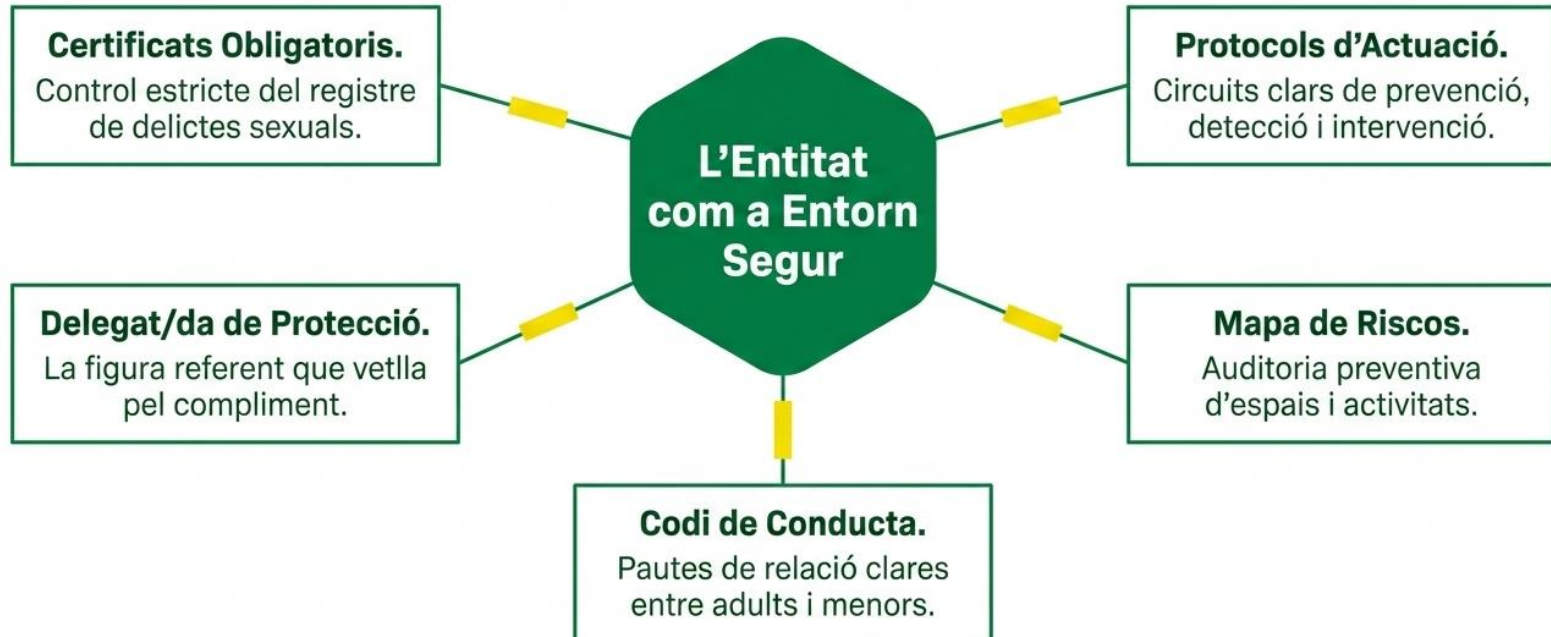 Certificats Obligatoris.
Control estricte del registre
de delictes sexuals.
L’Entitat
com a Entorn
Segur
Protocols d’Actuació.
Circuits clars de prevenció,
detecció i intervenció.
Delegat/da de Protecció.
La figura referent que vetlla
pel compliment.
Mapa de Riscos.
Auditoria preventiva
d’espais i activitats.
Codi de Conducta.
Pautes de relació clares
entre adults i menors.